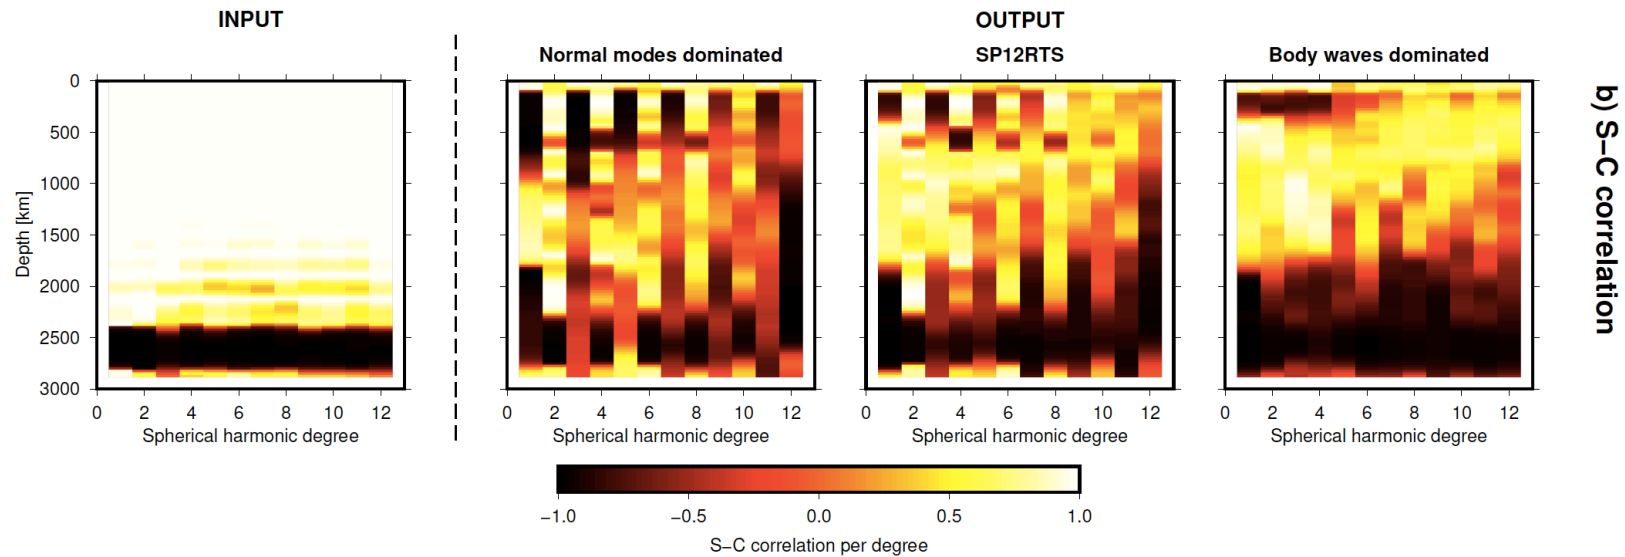 INPUT
OUTPUT
Normal modes dominated
SP12RTS
Body waves dominated
0
500
1000
1500
2000
2500
3000
Depth [km]
0 2 4 6 8 10 12
Spherical harmonic degree
0 2 4 6 8 10 12
Spherical harmonic degree
0 2 4 6 8 10 12
Spherical harmonic degree
0 2 4 6 8 10 12
Spherical harmonic degree
b) S−C correlation
−1.0 −0.5 0.0 0.5 1.0
S−C correlation per degree